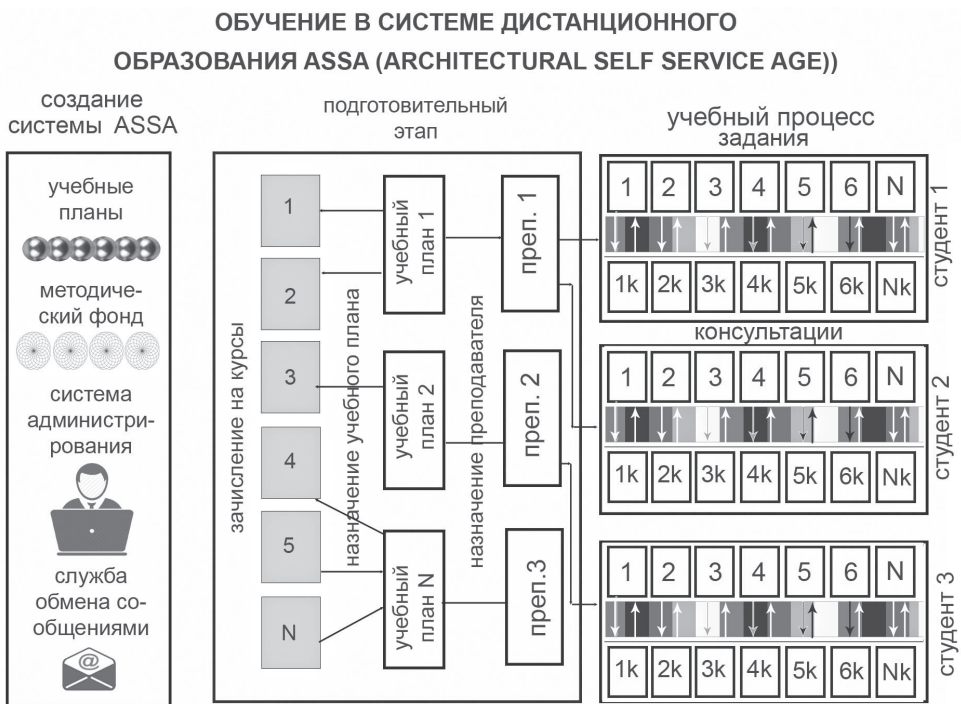 ОБУЧЕНИЕ В СИСТЕМЕ ДИСТАНЦИОННОГО
ОБРАЗОВАНИЯ ASSA (ARCHITECTURAL SELF SERVICE AGE))
создание
системы ASSA
учебные
планы
методиче-
ский фонд
система
администри-
рования
служба
обмена со-
общениями
@
подготовительный
этап
зачисление на курсы
1
2
3
4
5
N
назначение учебного плана
учебный
план 1
учебный
план 2
учебный
план N
назначение преподавателя
преп. 1
преп. 2
преп.3
учебный процесс
задания
1 2 3 4 5 6 N
1k 2k 3k 4k 5k 6k Nk
студент 1
консультации
1 2 3 4 5 6 N
1k 2k 3k 4k 5k 6k Nk
студент 2
1 2 3 4 5 6 N
1k 2k 3k 4k 5k 6k Nk
студент 3